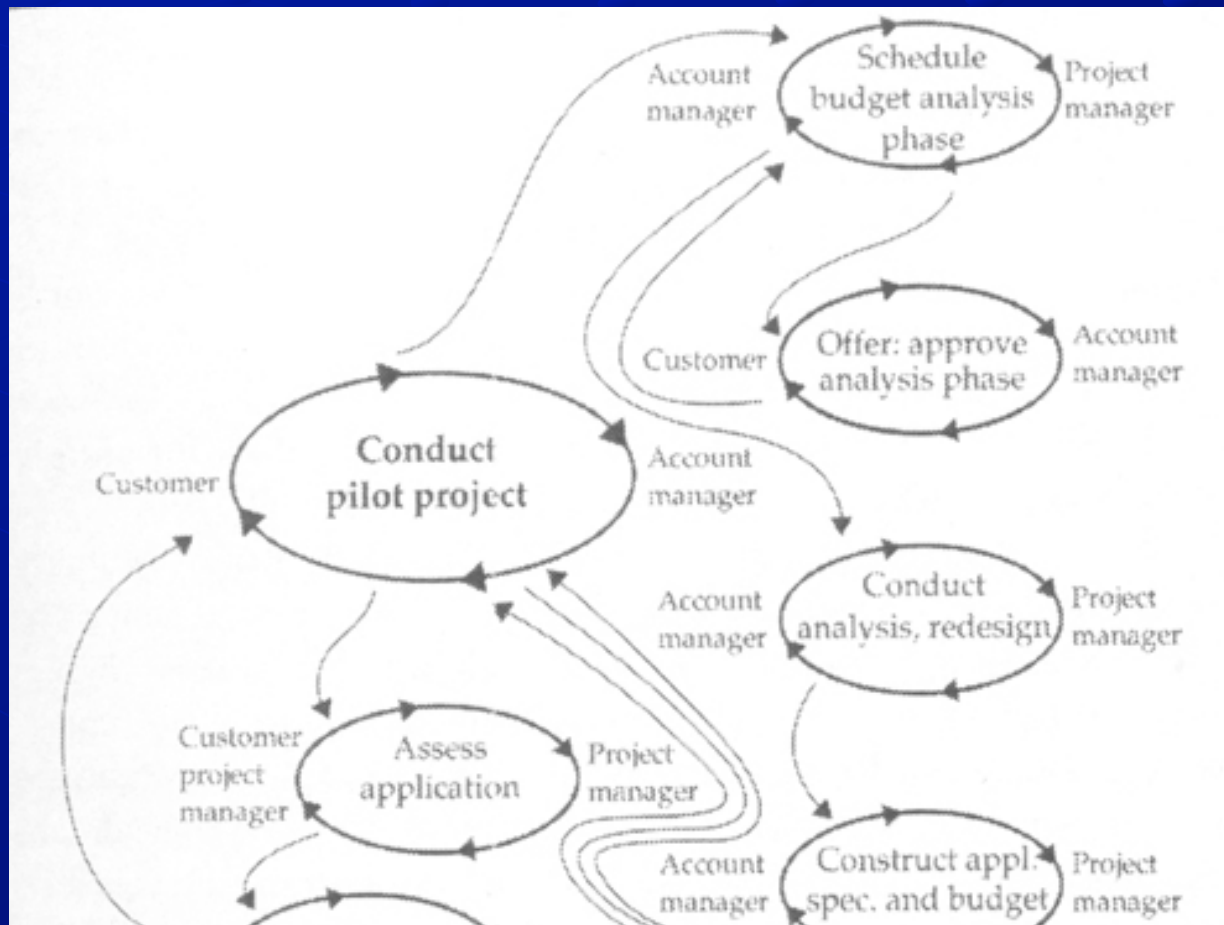 Account
manager
Schedule
budget analysis
phase
Project
manager
Customer
Offer: approve
analysis phase
Account
manager
Customer
Conduct
pilot project
Account
manager
Account
manager
Conduct
analysis, redesign
Project
manager
Customer
project
manager
Assess
application
Project
manager
Account
manager
Construct appl.
spec. and budget
Project
manager